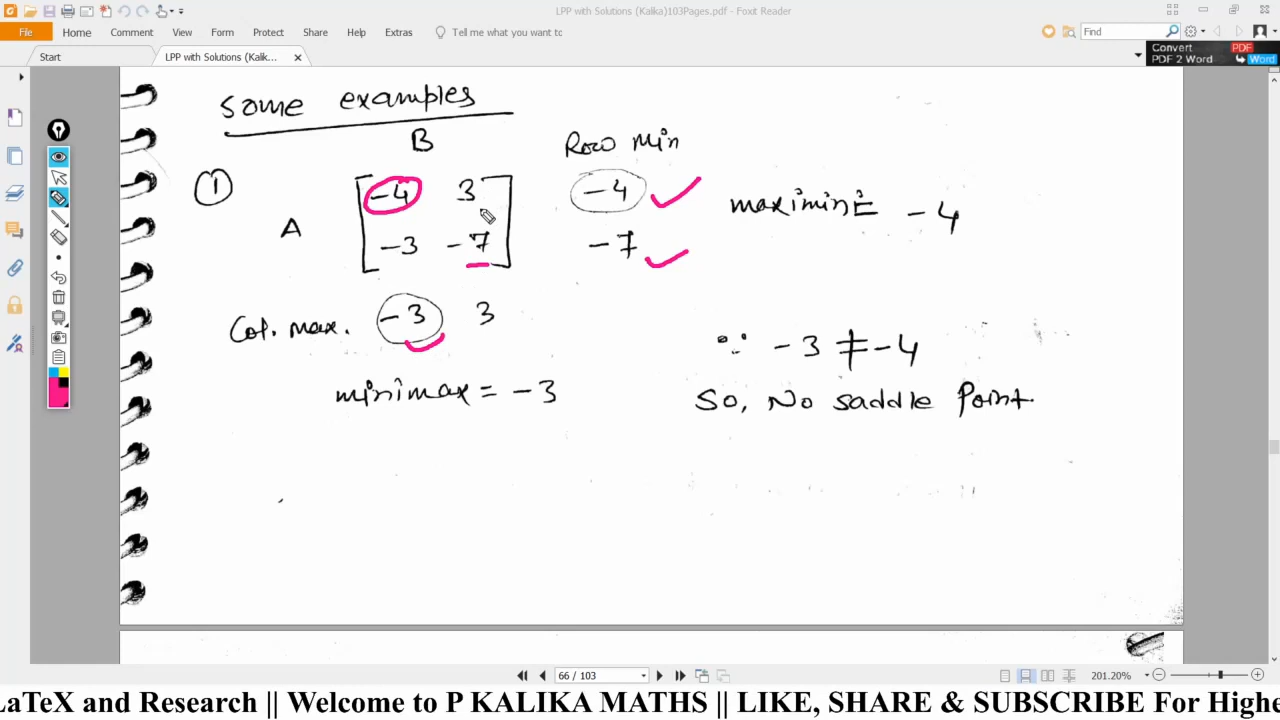 LPP with Solutions (Kalika)103Pages.pdf - Foxit Reader
File Home Comment View Form Protect Share Help Extras Tell me what you want to Find
Start LPP with Solutions (Kalik... Convert PDF
PDF 2 Word Word
some examples
B
Row Min
① -4 3 -4 maximin = -4
A
-3 -7 -7
Col. max. -3 3
∵ -3 ≠ -4
minimax = -3
So, No saddle Point.
66 / 103 201.20%
LaTeX and Research || Welcome to P KALIKA MATHS || LIKE, SHARE & SUBSCRIBE For Highe